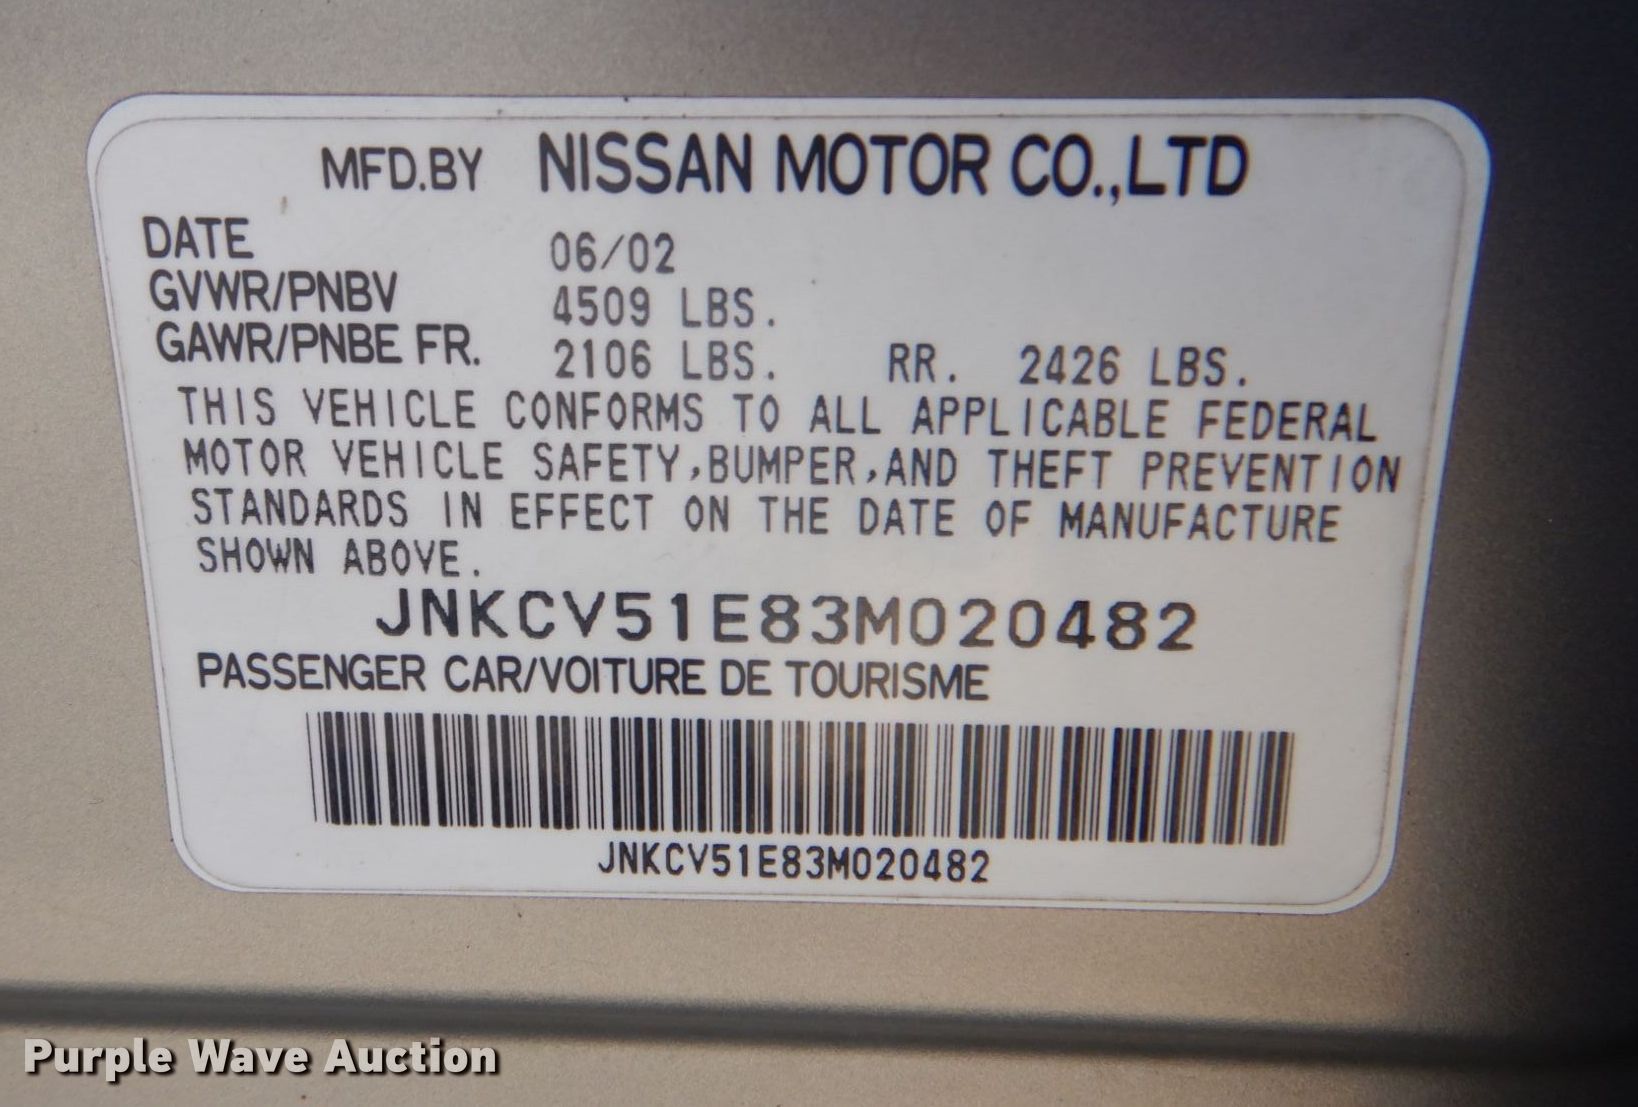 MFD.BY NISSAN MOTOR CO.,LTD
DATE 06/02
GVWR/PNBV 4509 LBS.
GAWR/PNBE FR. 2106 LBS. RR. 2426 LBS.
THIS VEHICLE CONFORMS TO ALL APPLICABLE FEDERAL
MOTOR VEHICLE SAFETY,BUMPER,AND THEFT PREVENTION
STANDARDS IN EFFECT ON THE DATE OF MANUFACTURE
SHOWN ABOVE.
JNKCV51E83M020482
PASSENGER CAR/VOITURE DE TOURISME
JNKCV51E83M020482
Purple Wave Auction